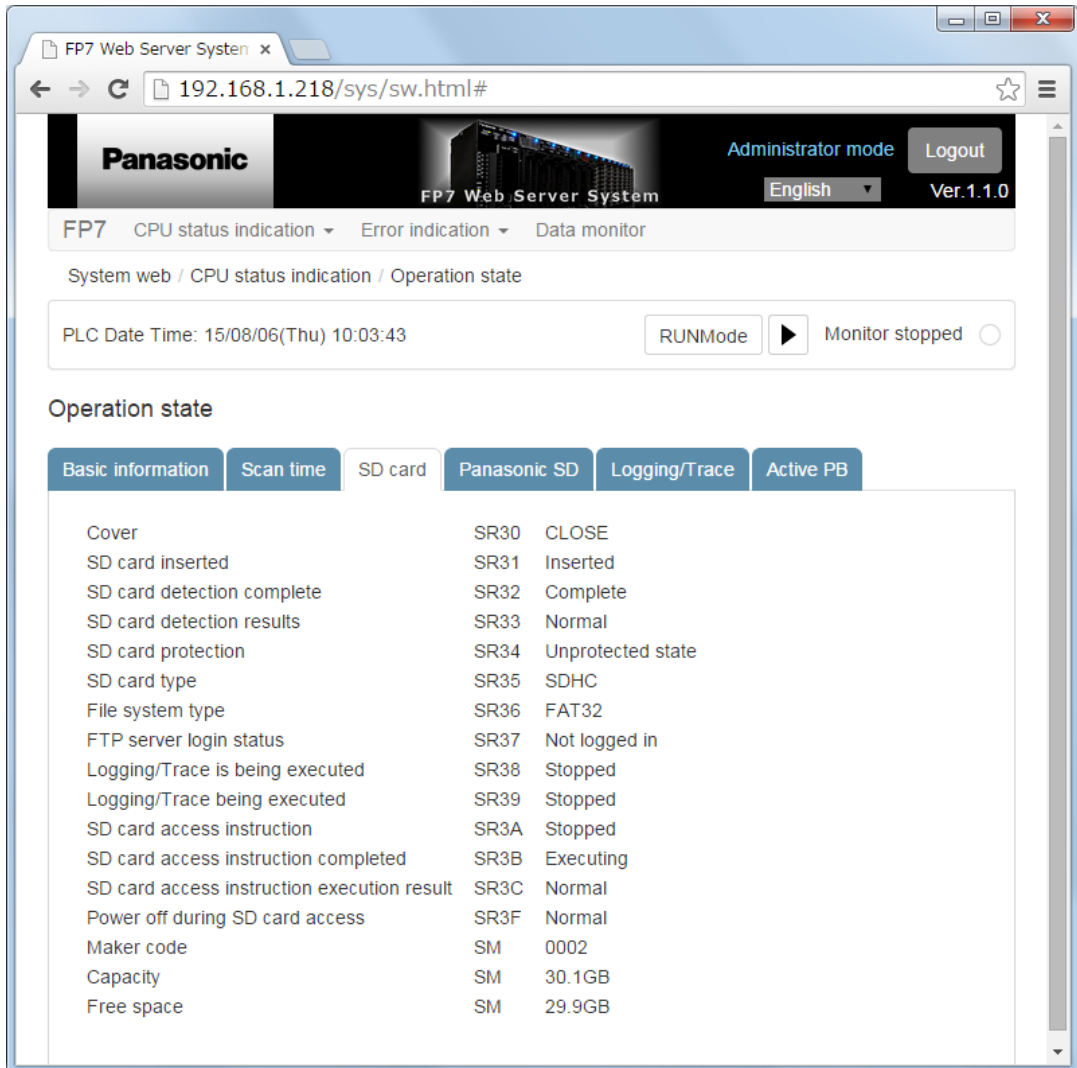 FP7 Web Server System ×
192.168.1.218/sys/sw.html#
Panasonic
FP7 Web Server System
Administrator mode Logout
English Ver.1.1.0
FP7 CPU status indication Error indication Data monitor
System web / CPU status indication / Operation state
PLC Date Time: 15/08/06(Thu) 10:03:43 RUNMode Monitor stopped
Operation state
Basic information Scan time SD card Panasonic SD Logging/Trace Active PB
Cover SR30 CLOSE
SD card inserted SR31 Inserted
SD card detection complete SR32 Complete
SD card detection results SR33 Normal
SD card protection SR34 Unprotected state
SD card type SR35 SDHC
File system type SR36 FAT32
FTP server login status SR37 Not logged in
Logging/Trace is being executed SR38 Stopped
Logging/Trace being executed SR39 Stopped
SD card access instruction SR3A Stopped
SD card access instruction completed SR3B Executing
SD card access instruction execution result SR3C Normal
Power off during SD card access SR3F Normal
Maker code SM 0002
Capacity SM 30.1GB
Free space SM 29.9GB